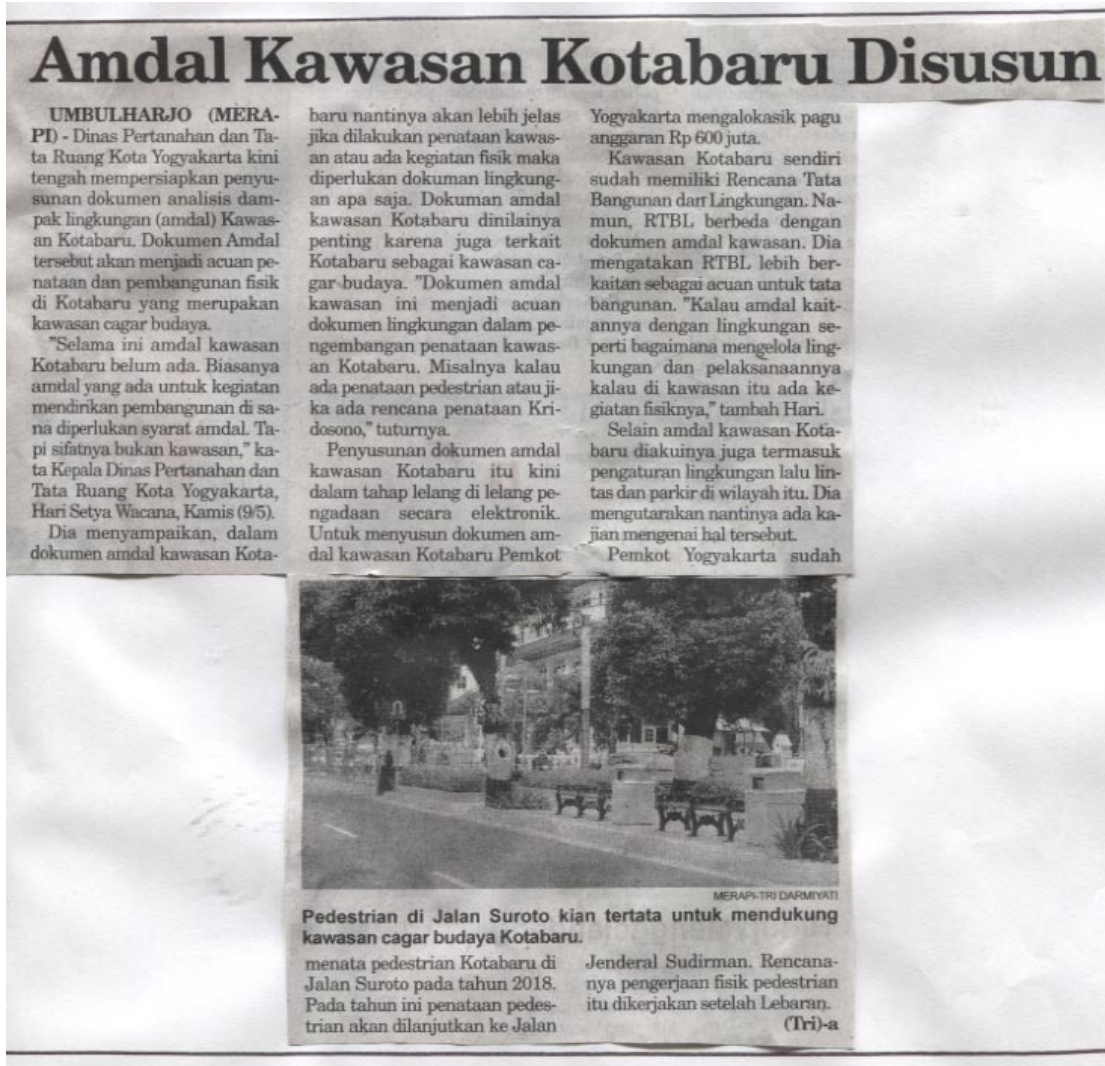 Amdal Kawasan Kotabaru Disusun
UMBULHARJO (MERA-
PI) - Dinas Pertanahan dan Ta-
ta Ruang Kota Yogyakarta kini
tengah mempersiapkan penyu-
sunan dokumen analisis dam-
pak lingkungan (amdal) Kawas-
an Kotabaru. Dokumen Amdal
tersebut akan menjadi acuan pe-
nataan dan pembangunan fisik
di Kotabaru yang merupakan
kawasan cagar budaya.
"Selama ini amdal kawasan
Kotabaru belum ada. Biasanya
amdal yang ada untuk kegiatan
mendirikan pembangunan di sa-
na diperlukan syarat amdal. Ta-
pi sifatnya bukan kawasan," ka-
ta Kepala Dinas Pertanahan dan
Tata Ruang Kota Yogyakarta,
Hari Setya Wacana, Kamis (9/5).
Dia menyampaikan, dalam
dokumen amdal kawasan Kota-
baru nantinya akan lebih jelas
jika dilakukan penataan kawas-
an atau ada kegiatan fisik maka
diperlukan dokuman lingkung-
an apa saja. Dokuman amdal
kawasan Kotabaru dinilainya
penting karena juga terkait
Kotabaru sebagai kawasan ca-
gar budaya. "Dokumen amdal
kawasan ini menjadi acuan
dokumen lingkungan dalam pe-
ngembangan penataan kawas-
an Kotabaru. Misalnya kalau
ada penataan pedestrian atau ji-
ka ada rencana penataan Kri-
dosono," tuturnya.
Penyusunan dokumen amdal
kawasan Kotabaru itu kini
dalam tahap lelang di lelang pe-
ngadaan secara elektronik.
Untuk menyusun dokumen am-
dal kawasan Kotabaru Pemkot
Yogyakarta mengalokasik pagu
anggaran Rp 600 juta.
Kawasan Kotabaru sendiri
sudah memiliki Rencana Tata
Bangunan dan Lingkungan. Na-
mun, RTBL berbeda dengan
dokumen amdal kawasan. Dia
mengatakan RTBL lebih ber-
kaitan sebagai acuan untuk tata
bangunan. "Kalau amdal kait-
annya dengan lingkungan se-
perti bagaimana mengelola ling-
kungan dan pelaksanaannya
kalau di kawasan itu ada ke-
giatan fisiknya," tambah Hari.
Selain amdal kawasan Kota-
baru diakuinya juga termasuk
pengaturan lingkungan lalu lin-
tas dan parkir di wilayah itu. Dia
mengutarakan nantinya ada ka-
jian mengenai hal tersebut.
Pemkot Yogyakarta sudah
MERAPI-TRI DARMIYATI
Pedestrian di Jalan Suroto kian tertata untuk mendukung
kawasan cagar budaya Kotabaru.
menata pedestrian Kotabaru di
Jalan Suroto pada tahun 2018.
Pada tahun ini penataan pedes-
trian akan dilanjutkan ke Jalan
Jenderal Sudirman. Rencana-
nya pengerjaan fisik pedestrian
itu dikerjakan setelah Lebaran.
(Tri)-a